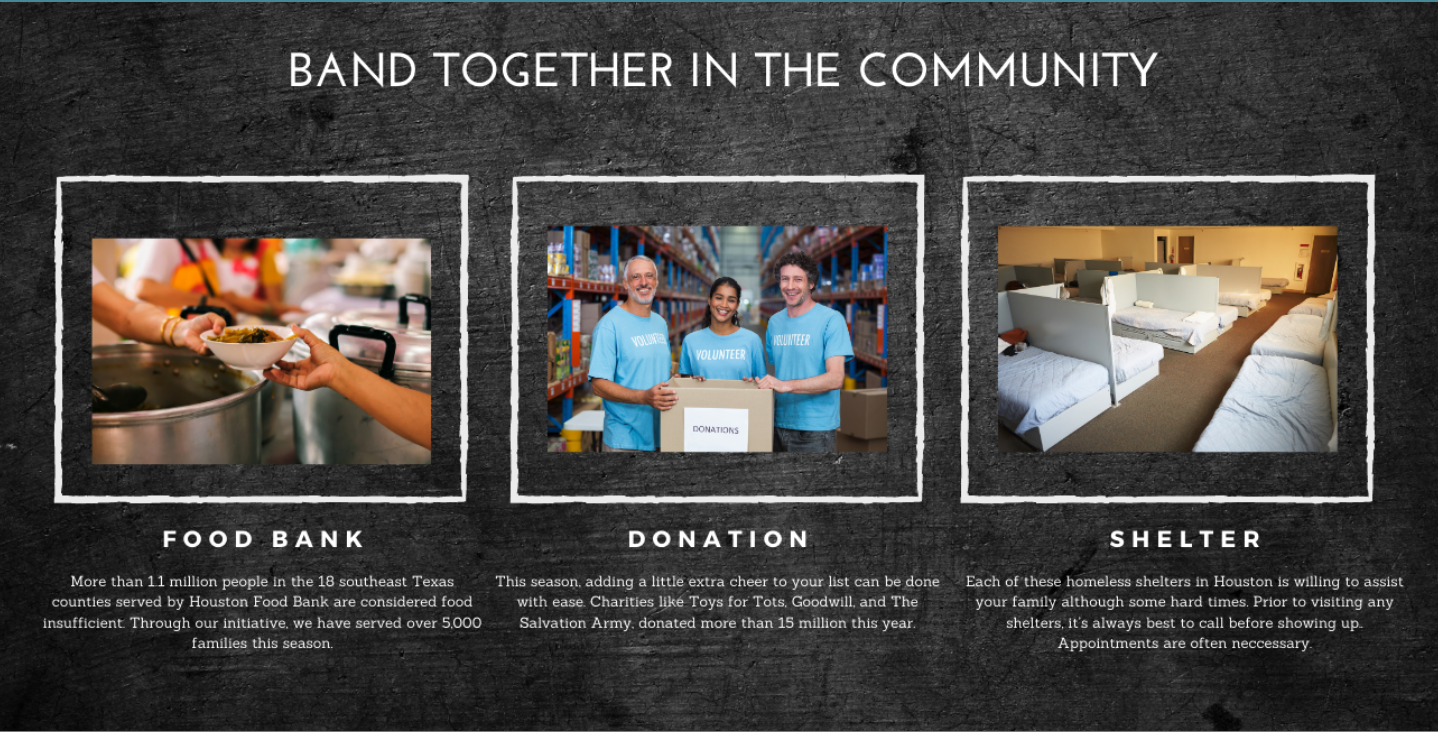 BAND TOGETHER IN THE COMMUNITY
FOOD BANK
More than 1.1 million people in the 18 southeast Texas
counties served by Houston Food Bank are considered food
insufficient. Through our initiative, we have served over 5,000
families this season.
DONATION
This season, adding a little extra cheer to your list can be done
with ease. Charities like Toys for Tots, Goodwill, and The
Salvation Army, donated more than 15 million this year.
SHELTER
Each of these homeless shelters in Houston is willing to assist
your family although some hard times. Prior to visiting any
shelters, it's always best to call before showing up..
Appointments are often neccessary.
VOLUNTEER
VOLUNTEER
VOLUNTEER
DONATIONS